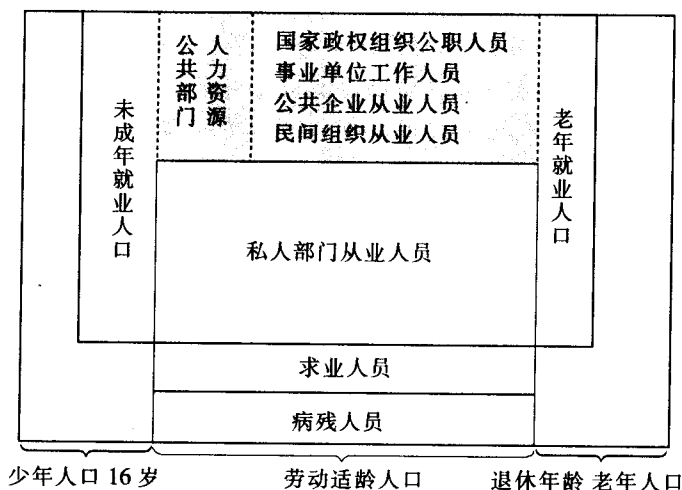 公共部门
人力资源
国家政权组织公职人员
事业单位工作人员
公共企业从业人员
民间组织从业人员
未成年就业人口
老年就业人口
私人部门从业人员
求业人员
病残人员
少年人口 16 岁
劳动适龄人口
退休年龄 老年人口